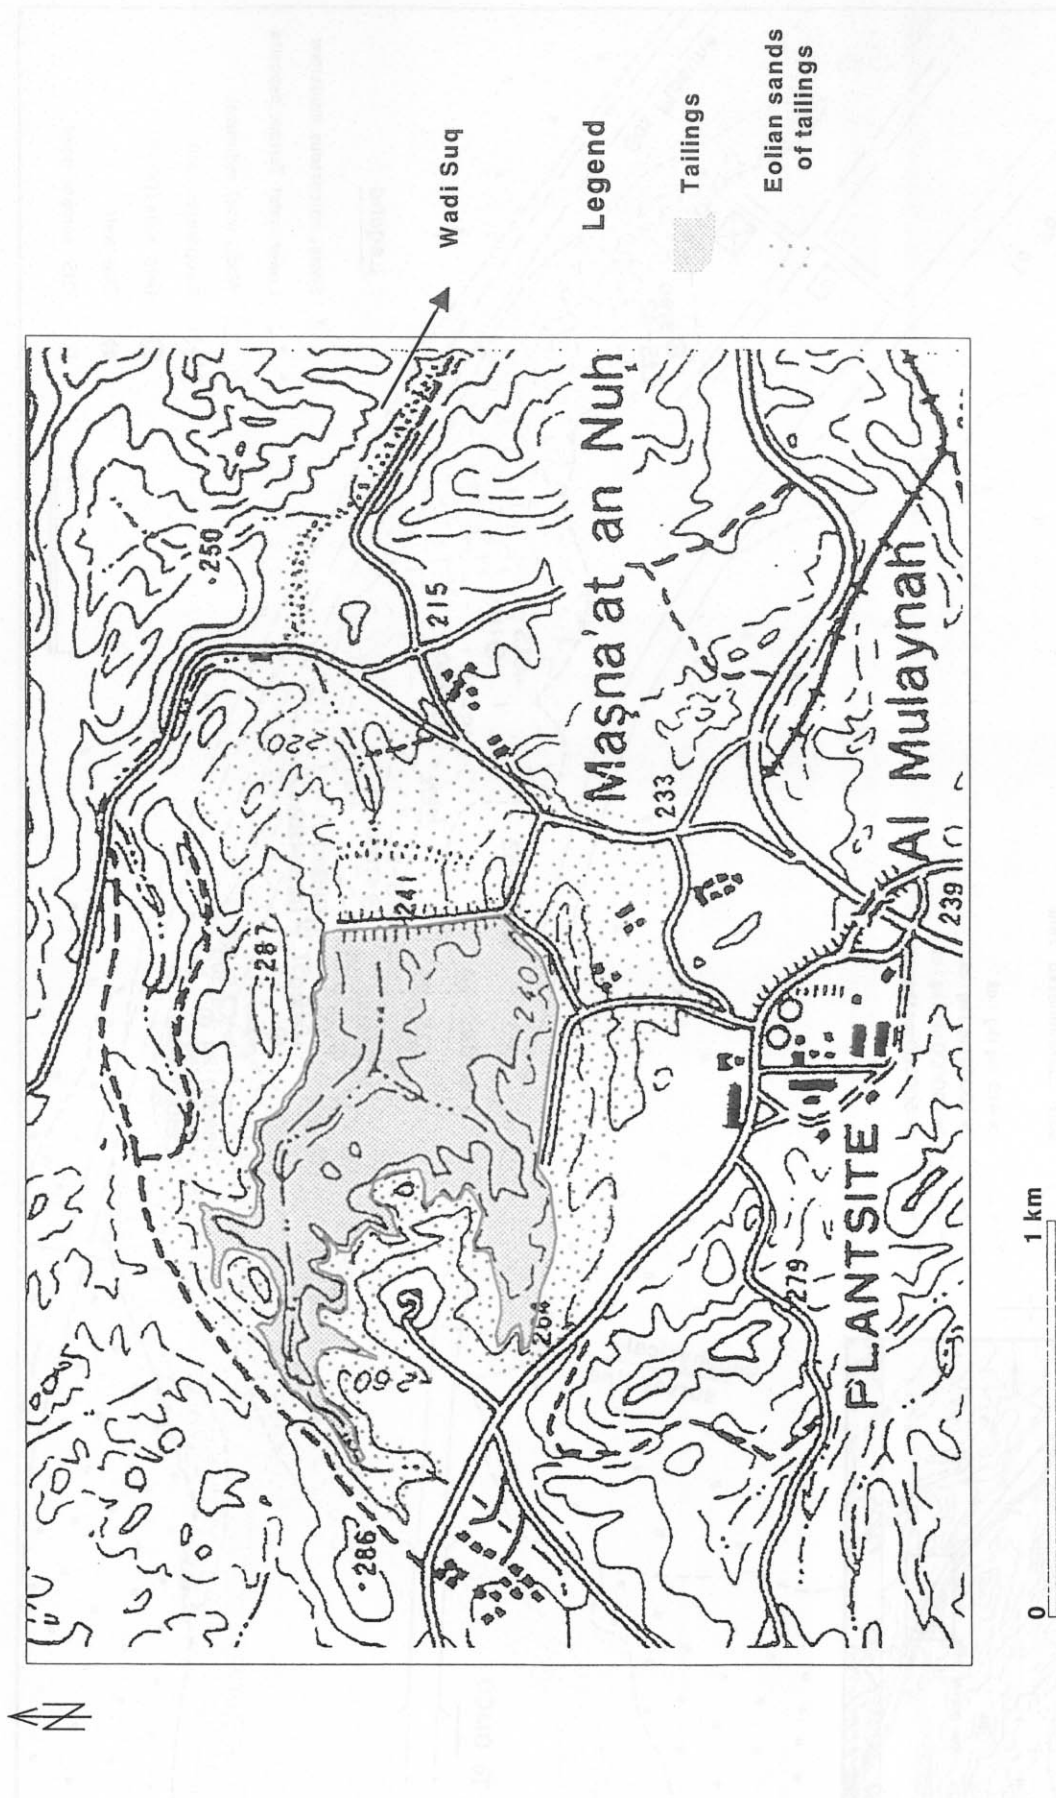 N
Wadi Suq
Legend
Tailings
Eolian sands
of tailings
286
260
264
287
241
240
220
250
215
Maṣna'at an Nuḥ
233
279
PLANTSITE
Al Mulaynah
239
0
1 km